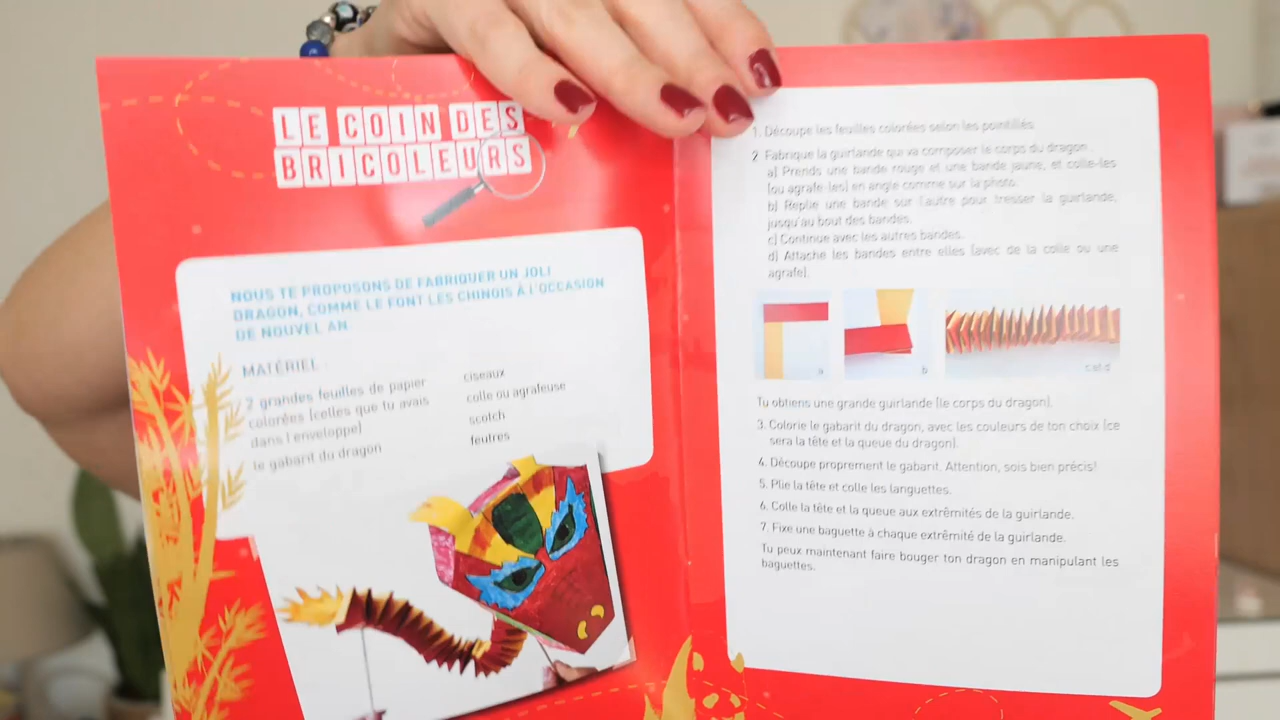 LE COIN DES
BRICOLEURS
NOUS TE PROPOSONS DE FABRIQUER UN JOLI
DRAGON, COMME LE FONT LES CHINOIS À L'OCCASION
DE NOUVEL AN.
MATÉRIEL :
2 grandes feuilles de papier
colorées (celles que tu avais
dans l'enveloppe)
le gabarit du dragon
ciseaux
colle ou agrafeuse
scotch
feutres
1. Découpe les feuilles colorées selon les pointillés.
2 Fabrique la guirlande qui va composer le corps du dragon :
a) Prends une bande rouge et une bande jaune, et colle-les
(ou agrafe-les) en angle comme sur la photo.
b) Replie une bande sur l'autre pour tresser la guirlande,
jusqu'au bout des bandes.
c) Continue avec les autres bandes.
d) Attache les bandes entre elles (avec de la colle ou une
agrafe).
a
b
c et d
Tu obtiens une grande guirlande (le corps du dragon).
3. Colorie le gabarit du dragon, avec les couleurs de ton choix (ce
sera la tête et la queue du dragon).
4. Découpe proprement le gabarit. Attention, sois bien précis!
5. Plie la tête et colle les languettes.
6. Colle la tête et la queue aux extrêmités de la guirlande.
7. Fixe une baguette à chaque extrêmité de la guirlande.
Tu peux maintenant faire bouger ton dragon en manipulant les
baguettes.